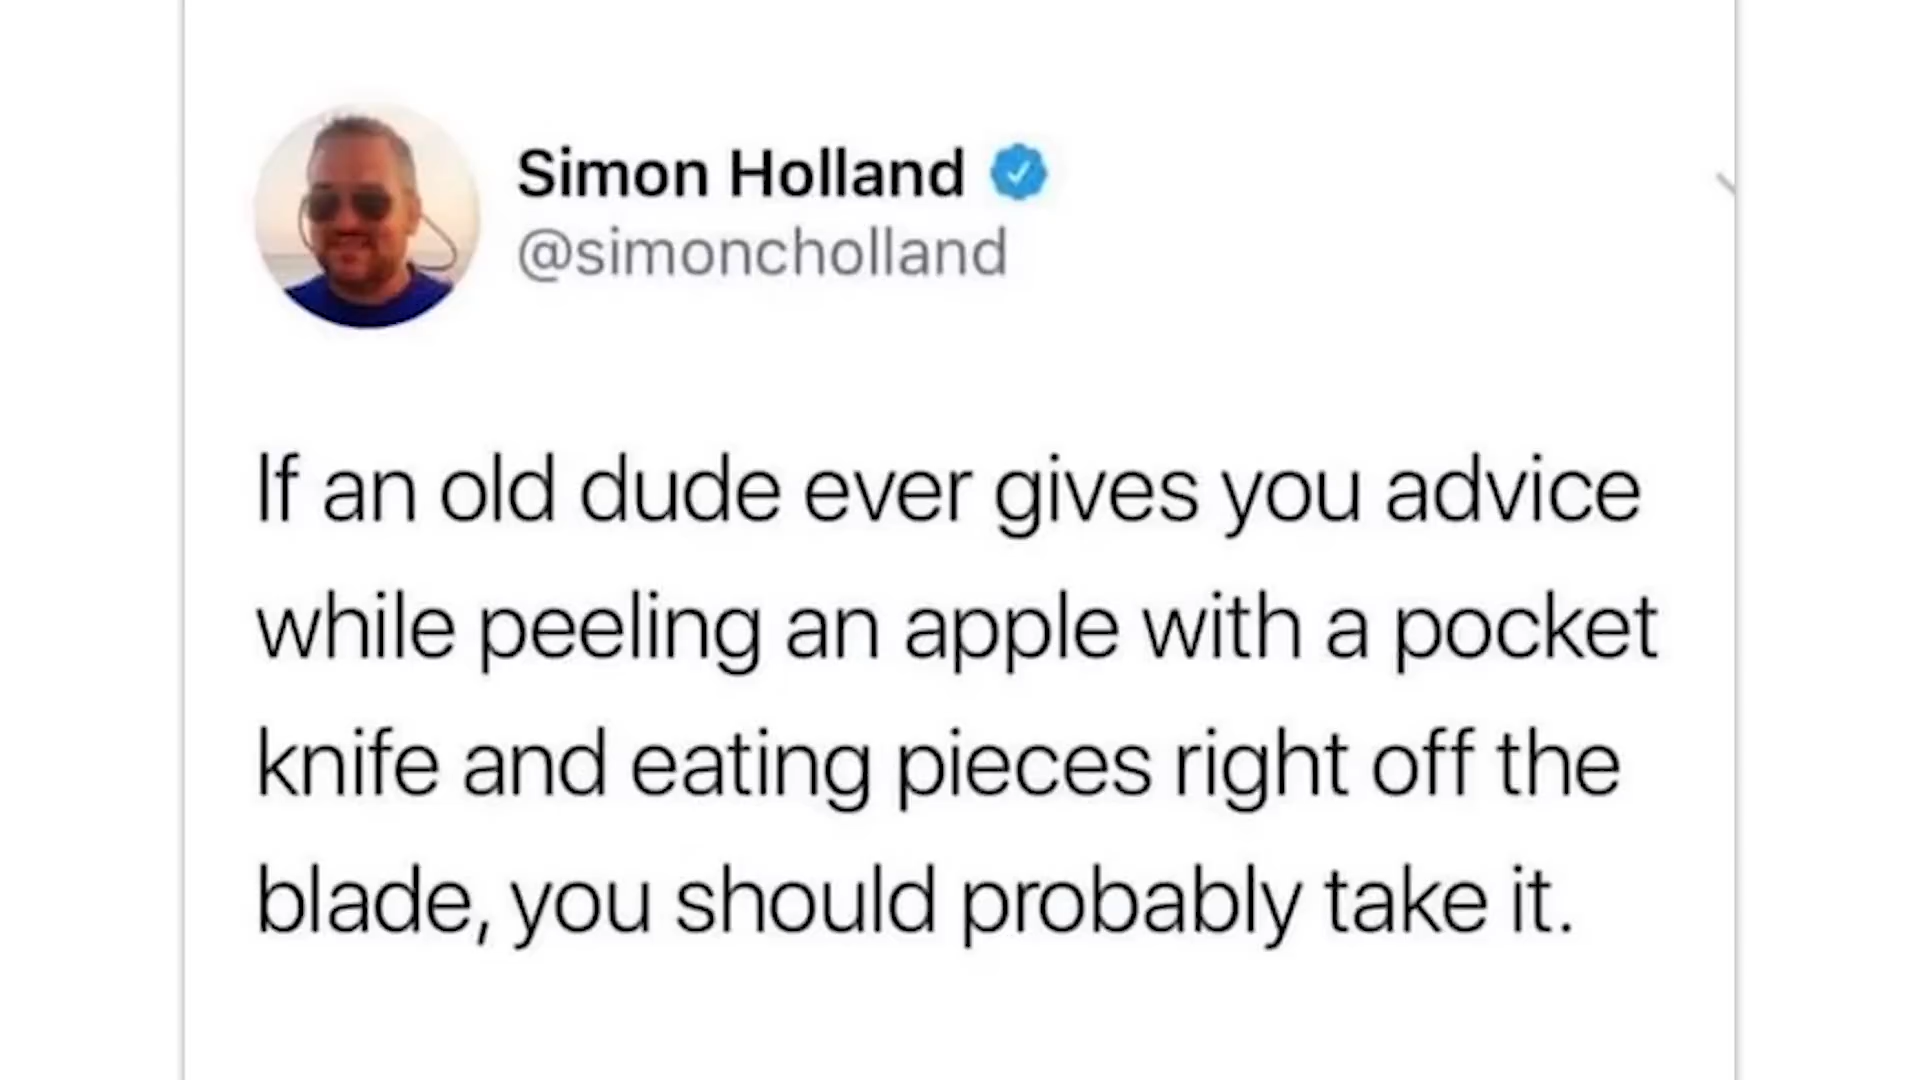 Simon Holland
@simoncholland
If an old dude ever gives you advice
while peeling an apple with a pocket
knife and eating pieces right off the
blade, you should probably take it.